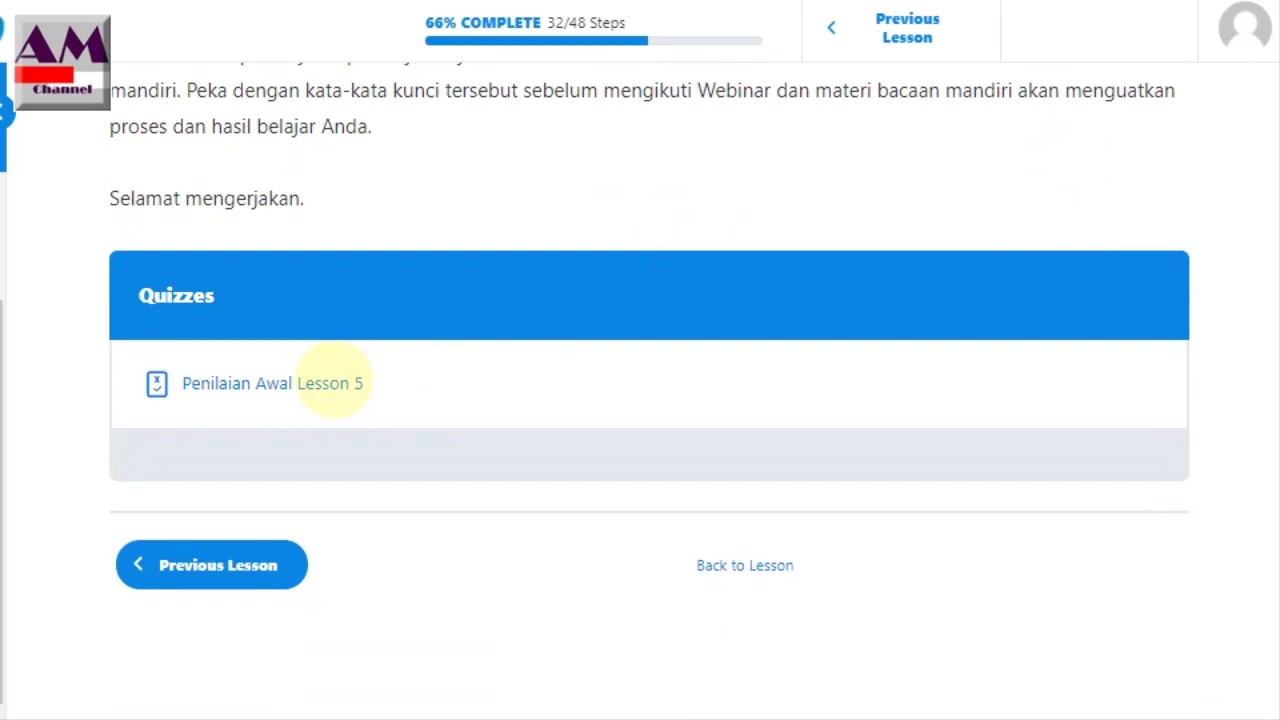 AM
Channel
66% COMPLETE 32/48 Steps
Previous
Lesson
mandiri. Peka dengan kata-kata kunci tersebut sebelum mengikuti Webinar dan materi bacaan mandiri akan menguatkan
proses dan hasil belajar Anda.
Selamat mengerjakan.
Quizzes
Penilaian Awal Lesson 5
Previous Lesson
Back to Lesson